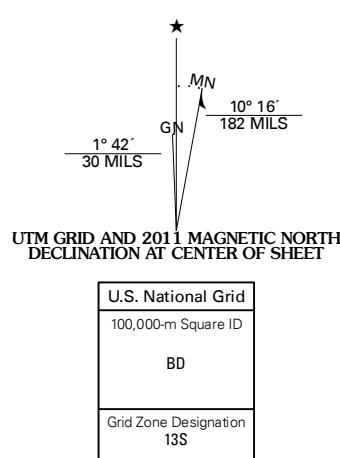 ★
MN
10° 16´
182 MILS
GN
1° 42´
30 MILS
UTM GRID AND 2011 MAGNETIC NORTH
DECLINATION AT CENTER OF SHEET
U.S. National Grid
100,000-m Square ID
BD
Grid Zone Designation
13S